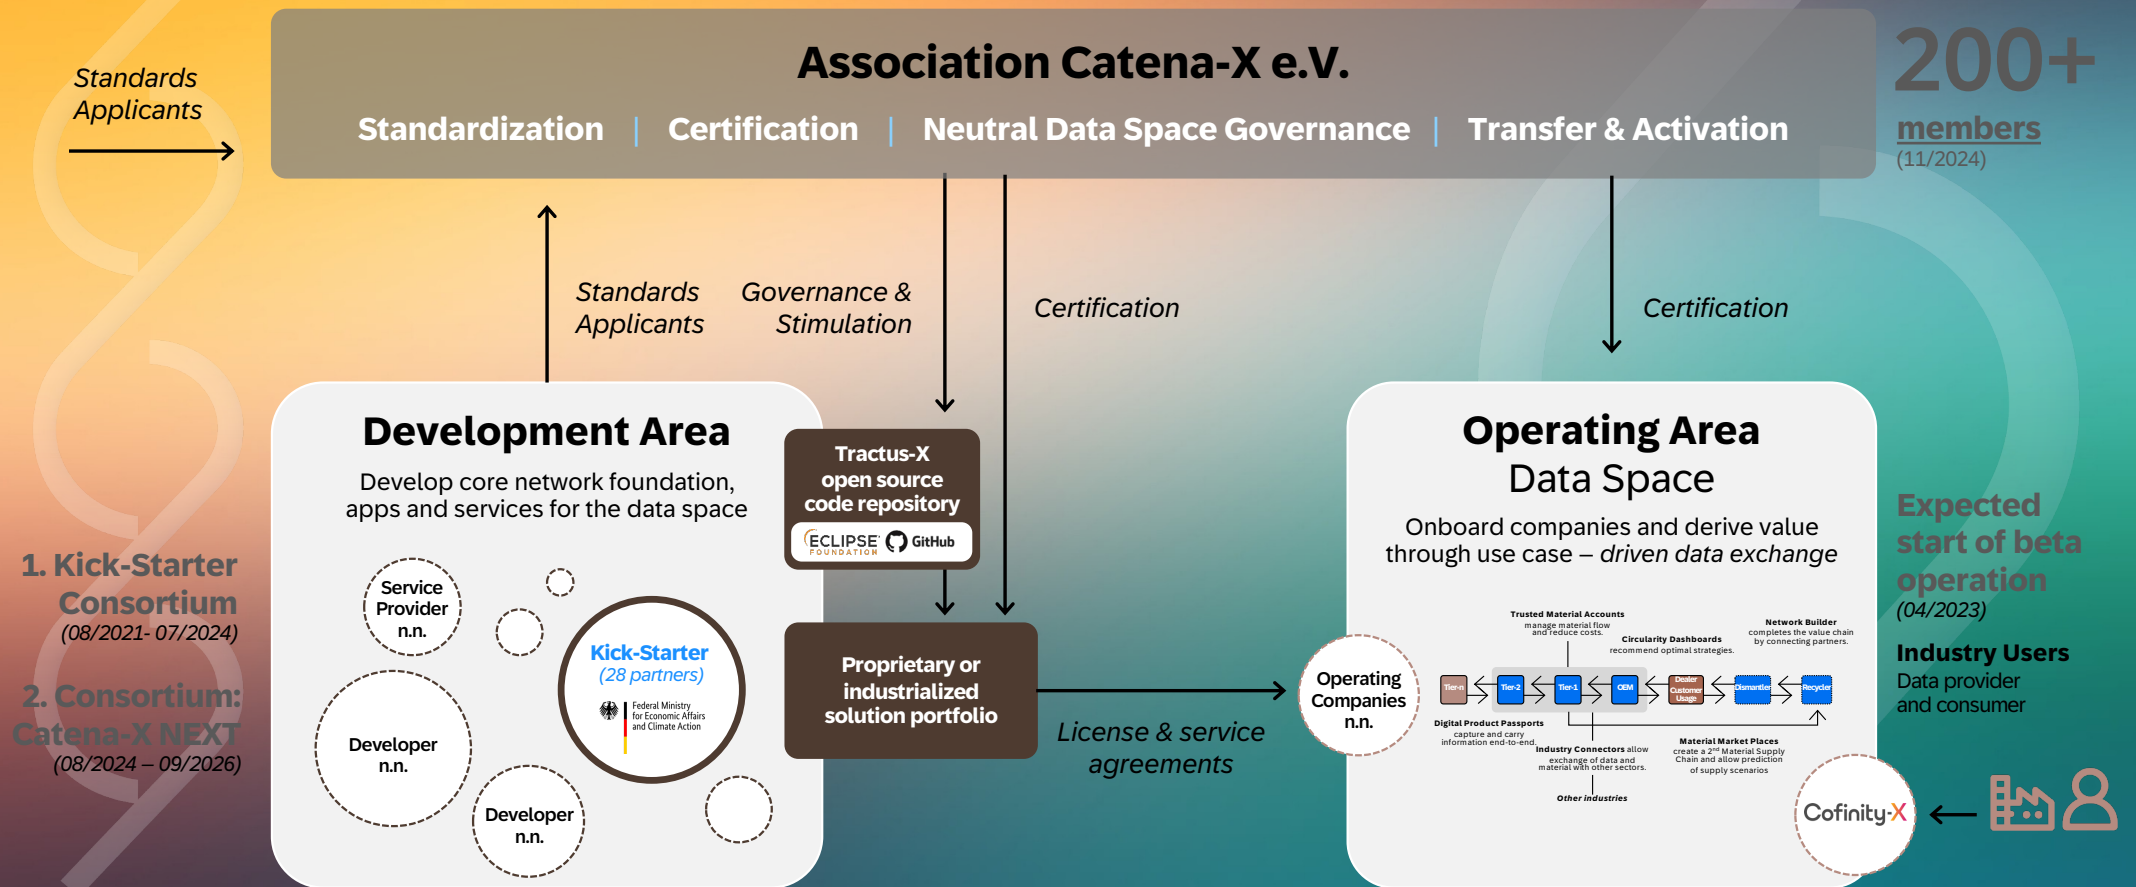 Association Catena-X e.V.
Standardization | Certification | Neutral Data Space Governance | Transfer & Activation
Standards
Applicants
200+
members
(11/2024)
Standards
Applicants
Governance &
Stimulation
Certification
Certification
Development Area
Develop core network foundation,
apps and services for the data space
1. Kick-Starter
Consortium
(08/2021- 07/2024)
2. Consortium:
Catena-X NEXT
(08/2024 – 09/2026)
Service
Provider
n.n.
Kick-Starter
(28 partners)
Federal Ministry
for Economic Affairs
and Climate Action
Developer
n.n.
Developer
n.n.
Tractus-X
open source
code repository
ECLIPSE
FOUNDATION
GitHub
Proprietary or
industrialized
solution portfolio
License & service
agreements
Operating Area
Data Space
Onboard companies and derive value
through use case – driven data exchange
Operating
Companies
n.n.
Trusted Material Accounts
manage material flow
and reduce costs.
Circularity Dashboards
recommend optimal strategies.
Network Builder
completes the value chain
by connecting partners.
Tier-n
Tier-2
Tier-1
OEM
Dealer
Customer
Usage
Dismantler
Recycler
Digital Product Passports
capture and carry
information end-to-end.
Industry Connectors allow
exchange of data and
material with other sectors.
Other industries
Material Market Places
create a 2nd Material Supply
Chain and allow prediction
of supply scenarios
Cofinity-X
Expected
start of beta
operation
(04/2023)
Industry Users
Data provider
and consumer